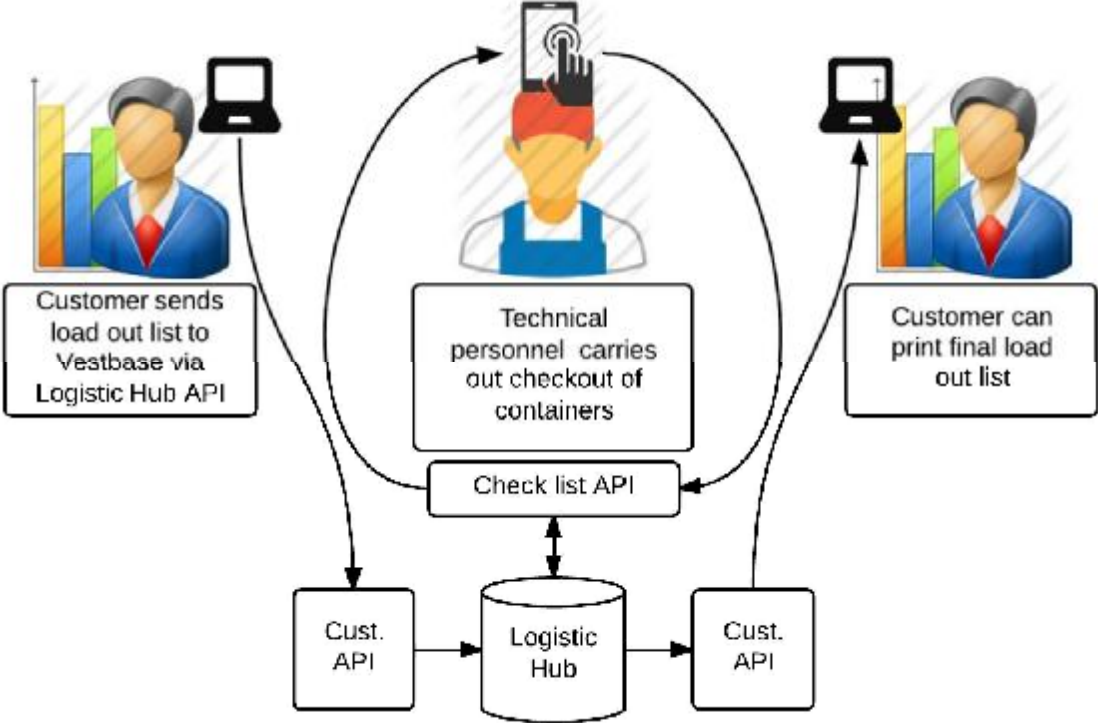 Customer sends
load out list to
Vestbase via
Logistic Hub API
Technical
personnel carries
out checkout of
containers
Customer can
print final load
out list
Check list API
Cust.
API
Logistic
Hub
Cust.
API